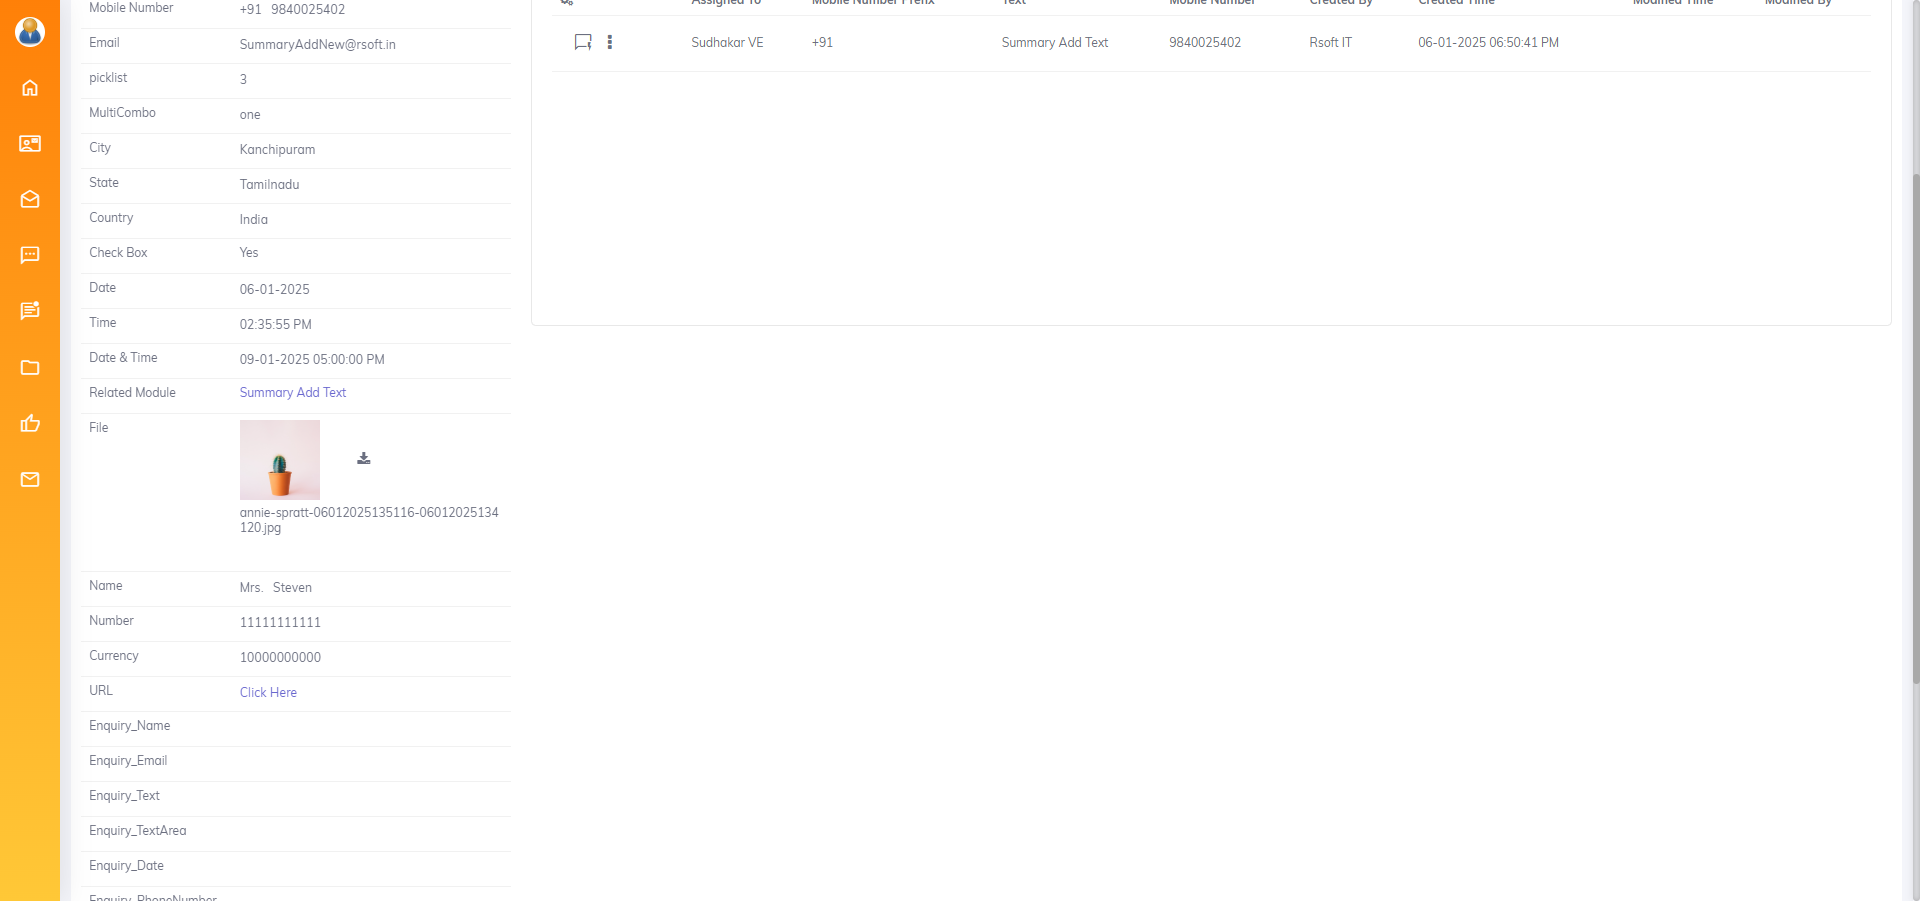 Mobile Number +91 9840025402
Email SummaryAddNew@rsoft.in
picklist 3
MultiCombo one
City Kanchipuram
State Tamilnadu
Country India
Check Box Yes
Date 06-01-2025
Time 02:35:55 PM
Date & Time 09-01-2025 05:00:00 PM
Related Module Summary Add Text
File
annie-spratt-06012025135116-06012025134
120.jpg
Name Mrs. Steven
Number 11111111111
Currency 10000000000
URL Click Here
Enquiry_Name
Enquiry_Email
Enquiry_Text
Enquiry_TextArea
Enquiry_Date
Enquiry_PhoneNumber
Assigned To Mobile Number Prefix Text Mobile Number Created By Created Time Modified Time Modified By
Sudhakar VE +91 Summary Add Text 9840025402 Rsoft IT 06-01-2025 06:50:41 PM